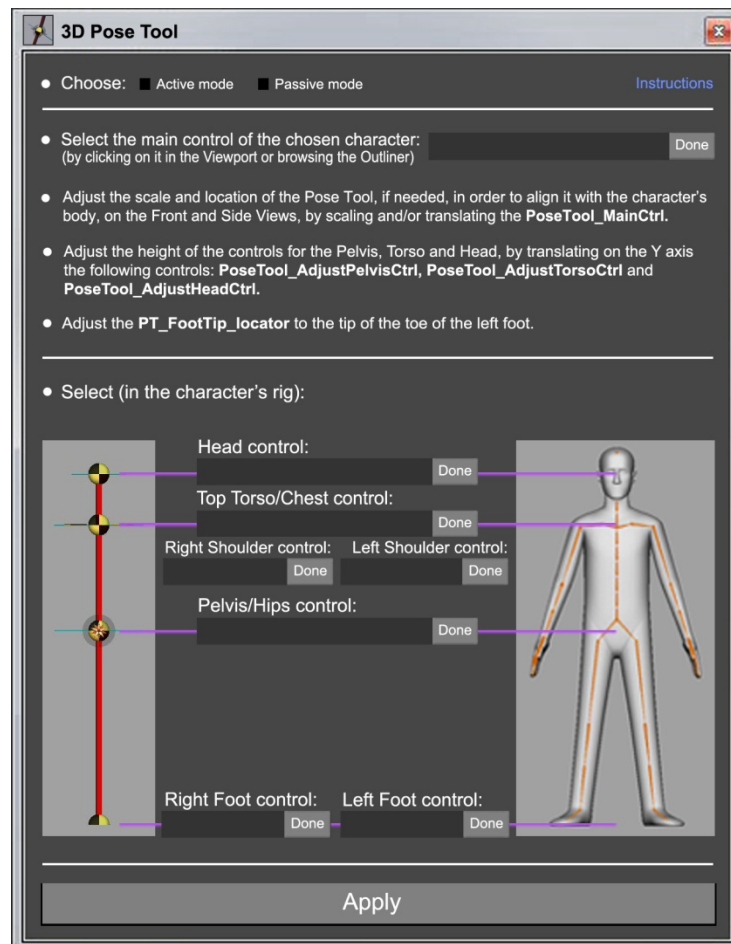 3D Pose Tool
Choose: Active mode Passive mode Instructions
Select the main control of the chosen character: Done
(by clicking on it in the Viewport or browsing the Outliner)
Adjust the scale and location of the Pose Tool, if needed, in order to align it with the character's
body, on the Front and Side Views, by scaling and/or translating the PoseTool_MainCtrl.
Adjust the height of the controls for the Pelvis, Torso and Head, by translating on the Y axis
the following controls: PoseTool_AdjustPelvisCtrl, PoseTool_AdjustTorsoCtrl and
PoseTool_AdjustHeadCtrl.
Adjust the PT_FootTip_locator to the tip of the toe of the left foot.
Select (in the character's rig):
Head control:
Done
Top Torso/Chest control:
Done
Right Shoulder control: Left Shoulder control:
Done Done
Pelvis/Hips control:
Done
Right Foot control: Left Foot control:
Done Done
Apply